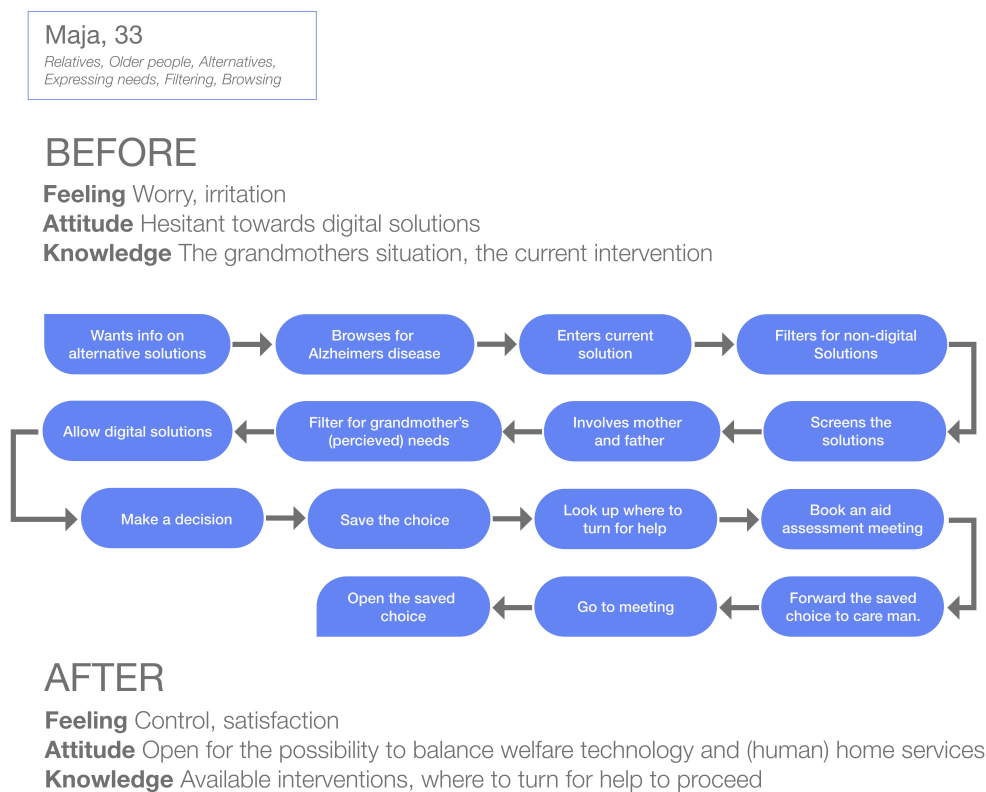 Maja, 33
Relatives, Older people, Alternatives,
Expressing needs, Filtering, Browsing
BEFORE
Feeling Worry, irritation
Attitude Hesitant towards digital solutions
Knowledge The grandmothers situation, the current intervention
Wants info on
alternative solutions
Browses for
Alzheimers disease
Enters current
solution
Filters for non-digital
Solutions
Screens the
solutions
Involves mother
and father
Filter for grandmother's
(percieved) needs
Allow digital solutions
Make a decision
Save the choice
Look up where to
turn for help
Book an aid
assessment meeting
Forward the saved
choice to care man.
Go to meeting
Open the saved
choice
AFTER
Feeling Control, satisfaction
Attitude Open for the possibility to balance welfare technology and (human) home services
Knowledge Available interventions, where to turn for help to proceed